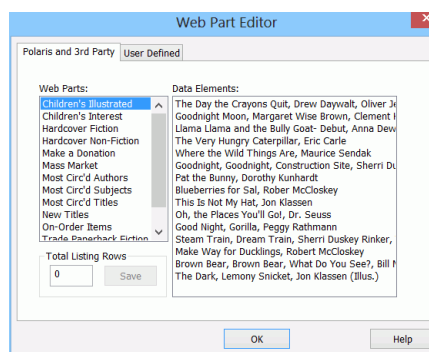 Web Part Editor
Polaris and 3rd Party
User Defined
Web Parts:
Children's Illustrated
Children's Interest
Hardcover Fiction
Hardcover Non-Fiction
Make a Donation
Mass Market
Most Circ'd Authors
Most Circ'd Subjects
Most Circ'd Titles
New Titles
On-Order Items
Trade Paperback Fiction
Total Listing Rows
0
Save
Data Elements:
The Day the Crayons Quit, Drew Daywalt, Oliver Je
Goodnight Moon, Margaret Wise Brown, Clement
Llama Llama and the Bully Goat- Debut, Anna Dew
The Very Hungry Caterpillar, Eric Carle
Where the Wild Things Are, Maurice Sendak
Goodnight, Goodnight, Construction Site, Sherri Du
Pat the Bunny, Dorothy Kunhardt
Blueberries for Sal, Rober McCloskey
This Is Not My Hat, Jon Klassen
Oh, the Places You'll Go!, Dr. Seuss
Good Night, Gorilla, Peggy Rathmann
Steam Train, Dream Train, Sherri Duskey Rinker,
Make Way for Ducklings, Robert McCloskey
Brown Bear, Brown Bear, What Do You See?, Bill
The Dark, Lemony Snicket, Jon Klassen (Illus.)
OK
Help